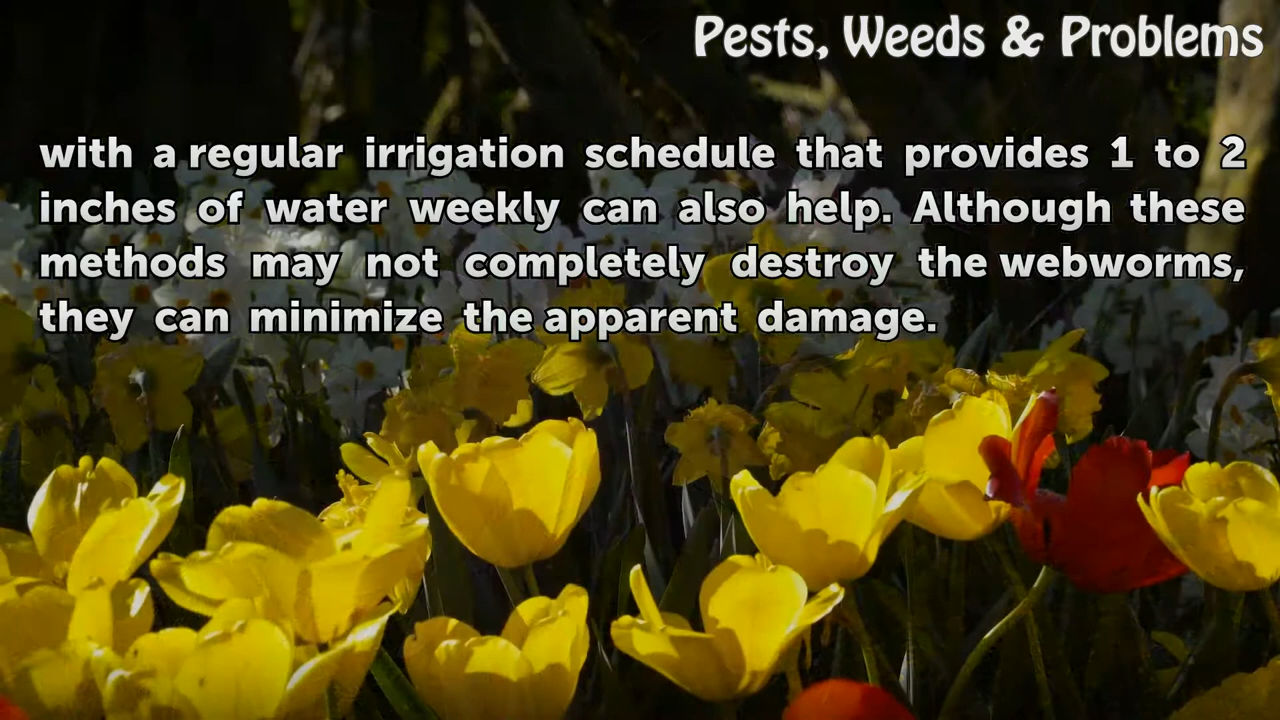 Pests, Weeds & Problems
with a regular irrigation schedule that provides 1 to 2
inches of water weekly can also help. Although these
methods may not completely destroy the webworms,
they can minimize the apparent damage.